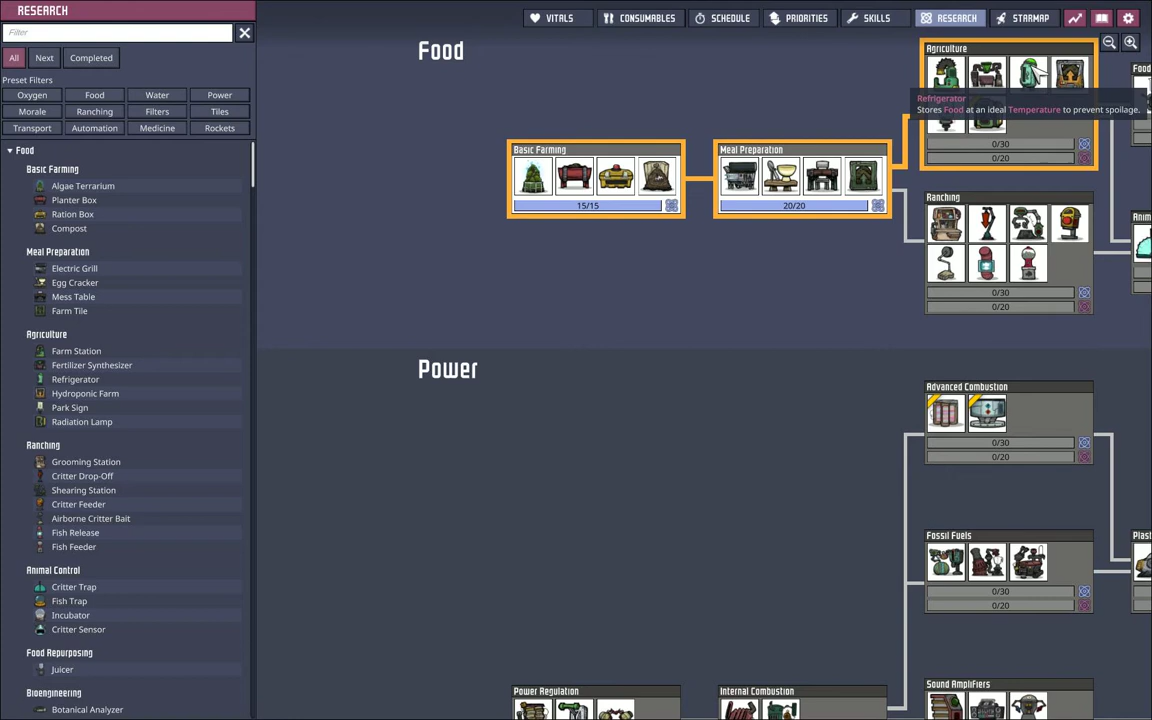 RESEARCH
VITALS
CONSUMABLES
SCHEDULE
PRIORITIES
SKILLS
RESEARCH
STARMAP
Filter
All
Next
Completed
Preset Filters
Oxygen
Food
Water
Power
Morale
Ranching
Filters
Tiles
Transport
Automation
Medicine
Rockets
Food
Basic Farming
Algae Terrarium
Planter Box
Ration Box
Compost
Meal Preparation
Electric Grill
Egg Cracker
Mess Table
Farm Tile
Agriculture
Farm Station
Fertilizer Synthesizer
Refrigerator
Hydroponic Farm
Park Sign
Radiation Lamp
Ranching
Grooming Station
Critter Drop-Off
Shearing Station
Critter Feeder
Airborne Critter Bait
Fish Release
Fish Feeder
Animal Control
Critter Trap
Fish Trap
Incubator
Critter Sensor
Food Repurposing
Juicer
Bioengineering
Botanical Analyzer
Food
Basic Farming
15/15
Meal Preparation
20/20
Agriculture
Refrigerator
Stores Food at an ideal Temperature to prevent spoilage.
0/30
0/20
Food
Ranching
0/30
0/20
Anim
Power
Advanced Combustion
0/30
0/20
Fossil Fuels
0/30
0/20
Plast
Power Regulation
Internal Combustion
Sound Amplifiers